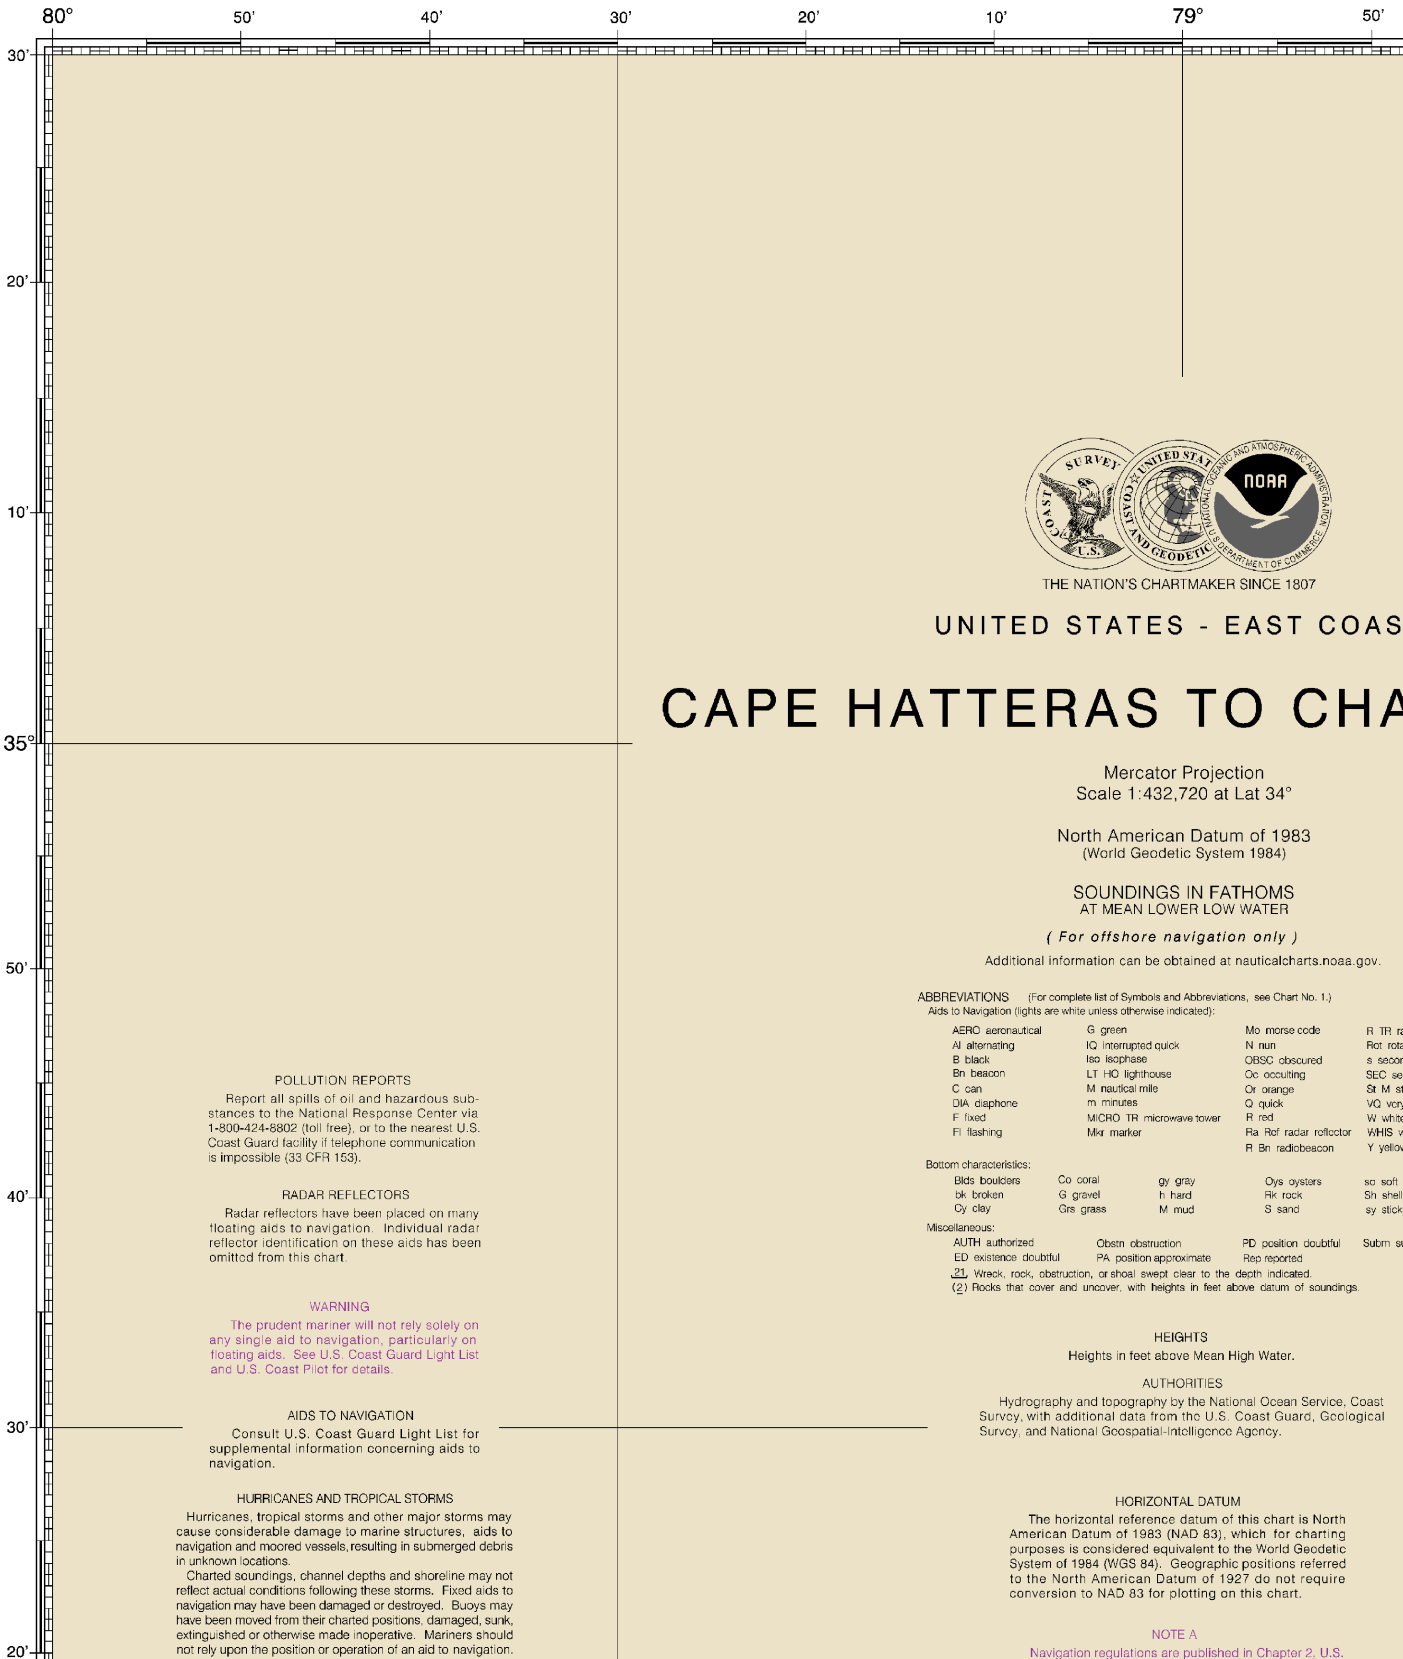 80° 50' 40' 30' 20' 10' 79° 50'
30'
20'
10'
35°
50'
40'
30'
20'
COAST SURVEY U.S.
UNITED STAT
COAST AND GEODETIC
NATIONAL OCEANIC AND ATMOSPHERIC ADMINISTRATION
U.S. DEPARTMENT OF COMMERCE
NOAA
THE NATION'S CHARTMAKER SINCE 1807
UNITED STATES - EAST COAS
CAPE HATTERAS TO CHA
Mercator Projection
Scale 1:432,720 at Lat 34°
North American Datum of 1983
(World Geodetic System 1984)
SOUNDINGS IN FATHOMS
AT MEAN LOWER LOW WATER
( For offshore navigation only )
Additional information can be obtained at nauticalcharts.noaa.gov.
ABBREVIATIONS (For complete list of Symbols and Abbreviations, see Chart No. 1.)
Aids to Navigation (lights are white unless otherwise indicated):
AERO aeronautical G green Mo morse code R TR ra
Al alternating IQ interrupted quick N nun Rot rota
B black Iso isophase OBSC obscured s secon
Bn beacon LT HO lighthouse Oc occulting SEC se
C can M nautical mile Or orange St M st
DIA diaphone m minutes Q quick VQ very
F fixed MICRO TR microwave tower R red W white
Fl flashing Mkr marker Ra Ref radar reflector WHIS w
R Bn radiobeacon Y yellow
Bottom characteristics:
Blds boulders Co coral gy gray Oys oysters so soft
bk broken G gravel h hard Rk rock Sh shell
Cy clay Grs grass M mud S sand sy stick
Miscellaneous:
AUTH authorized Obstn obstruction PD position doubtful Subm su
ED existence doubtful PA position approximate Rep reported
21, Wreck, rock, obstruction, or shoal swept clear to the depth indicated.
(2) Rocks that cover and uncover, with heights in feet above datum of soundings.
HEIGHTS
Heights in feet above Mean High Water.
AUTHORITIES
Hydrography and topography by the National Ocean Service, Coast
Survey, with additional data from the U.S. Coast Guard, Geological
Survey, and National Geospatial-Intelligence Agency.
HORIZONTAL DATUM
The horizontal reference datum of this chart is North
American Datum of 1983 (NAD 83), which for charting
purposes is considered equivalent to the World Geodetic
System of 1984 (WGS 84). Geographic positions referred
to the North American Datum of 1927 do not require
conversion to NAD 83 for plotting on this chart.
NOTE A
Navigation regulations are published in Chapter 2, U.S.
POLLUTION REPORTS
Report all spills of oil and hazardous sub-
stances to the National Response Center via
1-800-424-8802 (toll free), or to the nearest U.S.
Coast Guard facility if telephone communication
is impossible (33 CFR 153).
RADAR REFLECTORS
Radar reflectors have been placed on many
floating aids to navigation. Individual radar
reflector identification on these aids has been
omitted from this chart.
WARNING
The prudent mariner will not rely solely on
any single aid to navigation, particularly on
floating aids. See U.S. Coast Guard Light List
and U.S. Coast Pilot for details.
AIDS TO NAVIGATION
Consult U.S. Coast Guard Light List for
supplemental information concerning aids to
navigation.
HURRICANES AND TROPICAL STORMS
Hurricanes, tropical storms and other major storms may
cause considerable damage to marine structures, aids to
navigation and moored vessels, resulting in submerged debris
in unknown locations.
Charted soundings, channel depths and shoreline may not
reflect actual conditions following these storms. Fixed aids to
navigation may have been damaged or destroyed. Buoys may
have been moved from their charted positions, damaged, sunk,
extinguished or otherwise made inoperative. Mariners should
not rely upon the position or operation of an aid to navigation.